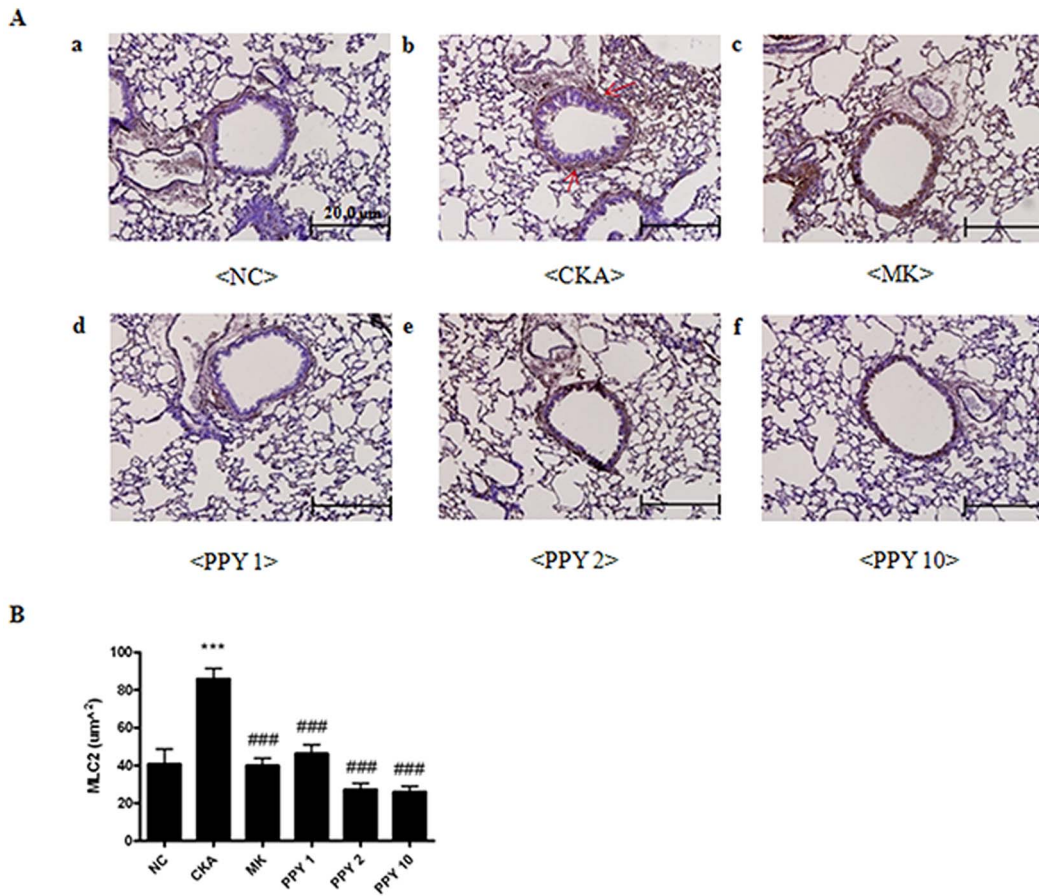 A
a
b
c
20.0 um
<NC>
<CKA>
<MK>
d
e
f
<PPY 1>
<PPY 2>
<PPY 10>
B
MLC2 (um^²)
100
80
60
40
20
0
***
###
###
###
###
NC
CKA
MK
PPY 1
PPY 2
PPY 10